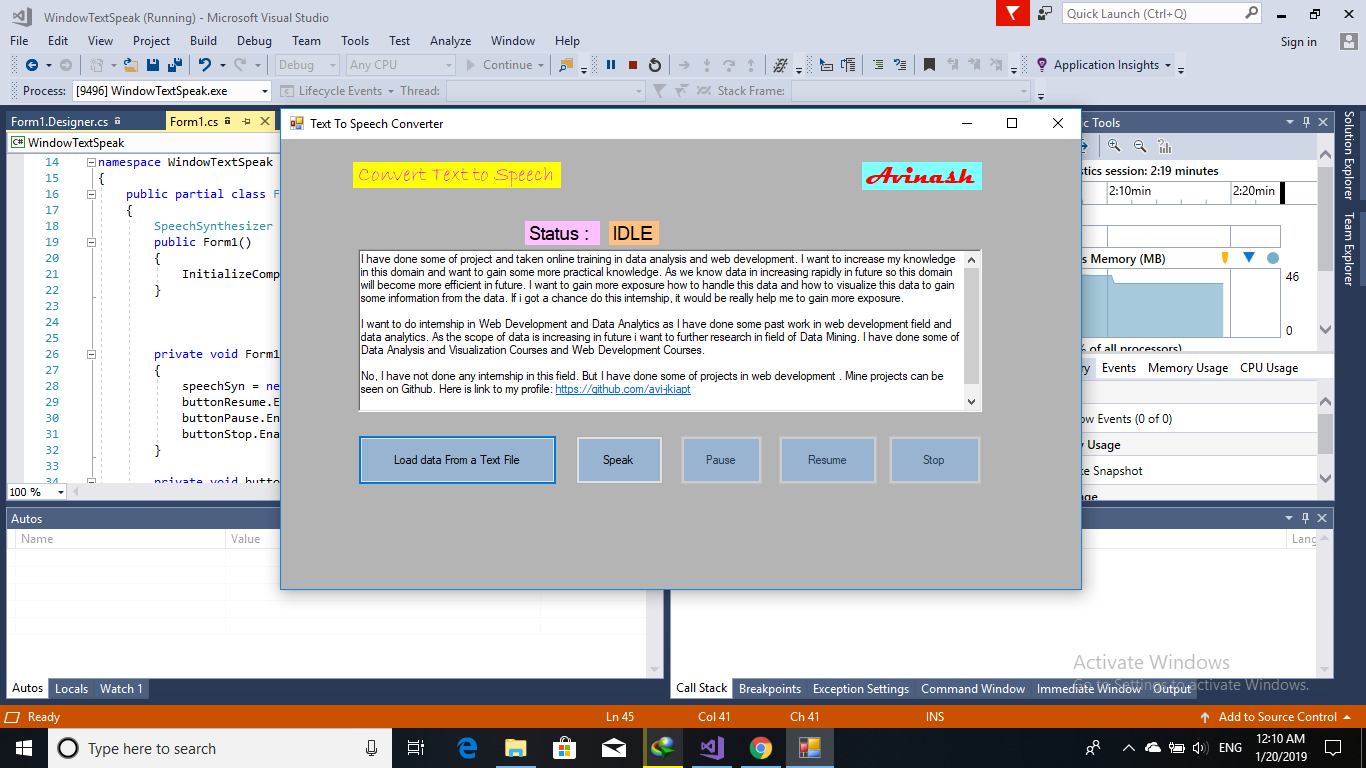 WindowTextSpeak (Running) - Microsoft Visual Studio
Quick Launch (Ctrl+Q)
File Edit View Project Build Debug Team Tools Test Analyze Window Help
Sign in
Debug Any CPU Continue Application Insights
Process: [9496] WindowTextSpeak.exe Lifecycle Events Thread: Stack Frame:
Form1.Designer.cs Form1.cs
C# WindowTextSpeak
14 namespace WindowTextSpeak
15 {
16 public partial class F
17 {
18 SpeechSynthesizer
19 public Form1()
20 {
21 InitializeComp
22 }
23
24
25
26 private void Form1
27 {
28 speechSyn = new
29 buttonResume.E
30 buttonPause.En
31 buttonStop.Ena
32 }
33
34 private void butto
100 %
Text To Speech Converter
Convert Text to Speech
Avinash
Status : IDLE
I have done some of project and taken online training in data analysis and web development. I want to increase my knowledge
in this domain and want to gain some more practical knowledge. As we know data in increasing rapidly in future so this domain
will become more efficient in future. I want to gain more exposure how to handle this data and how to visualize this data to gain
some infomation from the data. If i got a chance do this internship, it would be really help me to gain more exposure.
I want to do internship in Web Development and Data Analytics as I have done some past work in web development field and
data analytics. As the scope of data is increasing in future i want to further research in field of Data Mining. I have done some of
Data Analysis and Visualization Courses and Web Development Courses.
No, I have not done any internship in this field. But I have done some of projects in web development . Mine projects can be
seen on Github. Here is link to my profile: https://github.com/avi-jkiapt
Load data From a Text File Speak Pause Resume Stop
c Tools
stics session: 2:19 minutes
2:10min 2:20min
s Memory (MB)
46
0
% of all processors)
ry Events Memory Usage CPU Usage
ow Events (0 of 0)
y Usage
ke Snapshot
age
Solution Explorer
Team Explorer
Autos
Name Value
Lang
Autos Locals Watch 1
Call Stack Breakpoints Exception Settings Command Window Immediate Window Output
Activate Windows
Go to Settings to activate Windows.
Ready Ln 45 Col 41 Ch 41 INS Add to Source Control
Type here to search
ENG
12:10 AM
1/20/2019